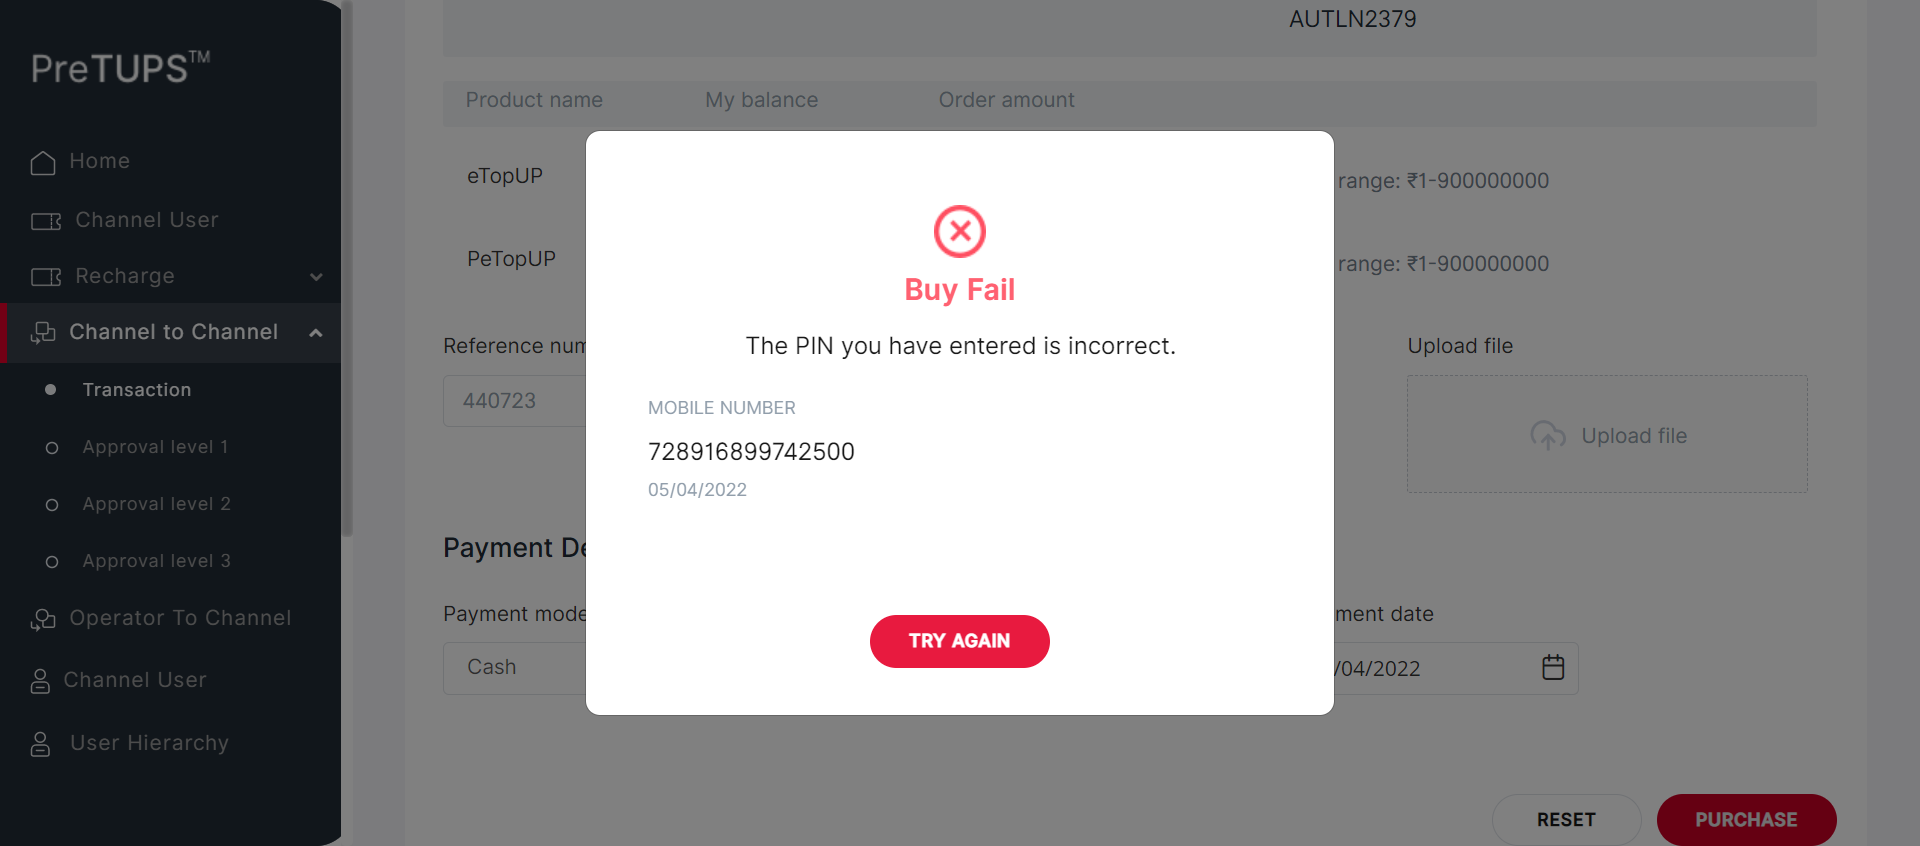 PreTUPS™
Home
Channel User
Recharge
Channel to Channel
Transaction
Approval level 1
Approval level 2
Approval level 3
Operator To Channel
Channel User
User Hierarchy
AUTLN2379
Product name My balance Order amount
eTopUP range: ₹1-900000000
PeTopUP range: ₹1-900000000
Reference num Upload file
440723 Upload file
Payment De
Payment mode ment date
Cash /04/2022
RESET PURCHASE
Buy Fail
The PIN you have entered is incorrect.
MOBILE NUMBER
728916899742500
05/04/2022
TRY AGAIN